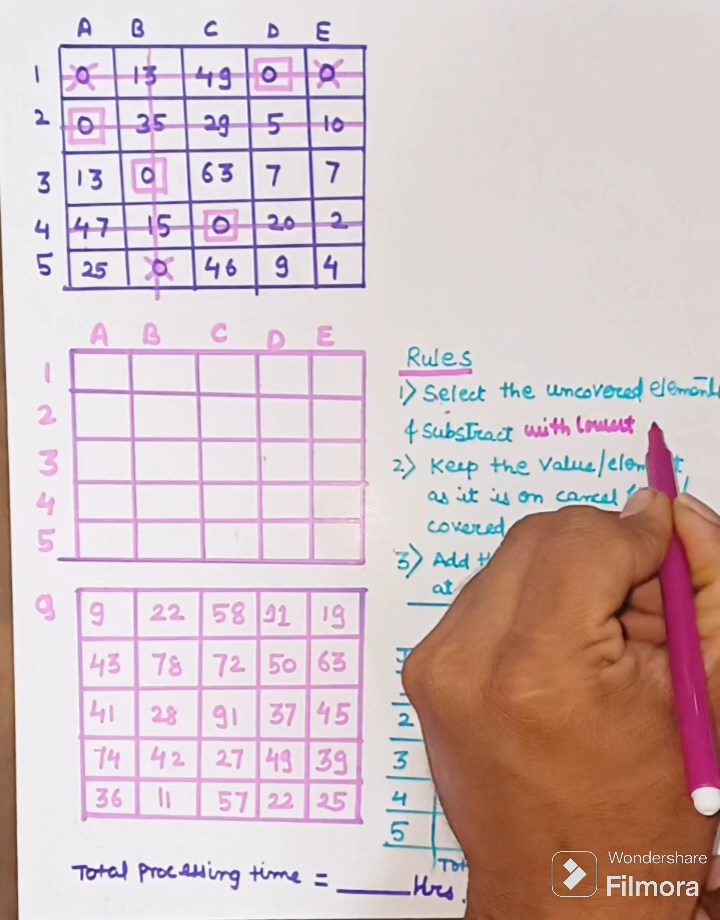 A B C D E
1 0 13 49 0 0
2 0 35 29 5 10
3 13 0 63 7 7
4 47 15 0 20 2
5 25 0 46 9 4
A B C D E
1
2
3
4
5
Rules
1) Select the uncovered elements
& Substract with lowest
2) Keep the value/element,
as it is on cancel
covered
3) Add
at
9 9 22 58 11 19
43 78 72 50 63
41 28 91 37 45
74 42 27 49 39
36 11 57 22 25
2
3
4
5
Total processing time = ____ Hrs.
Wondershare
Filmora